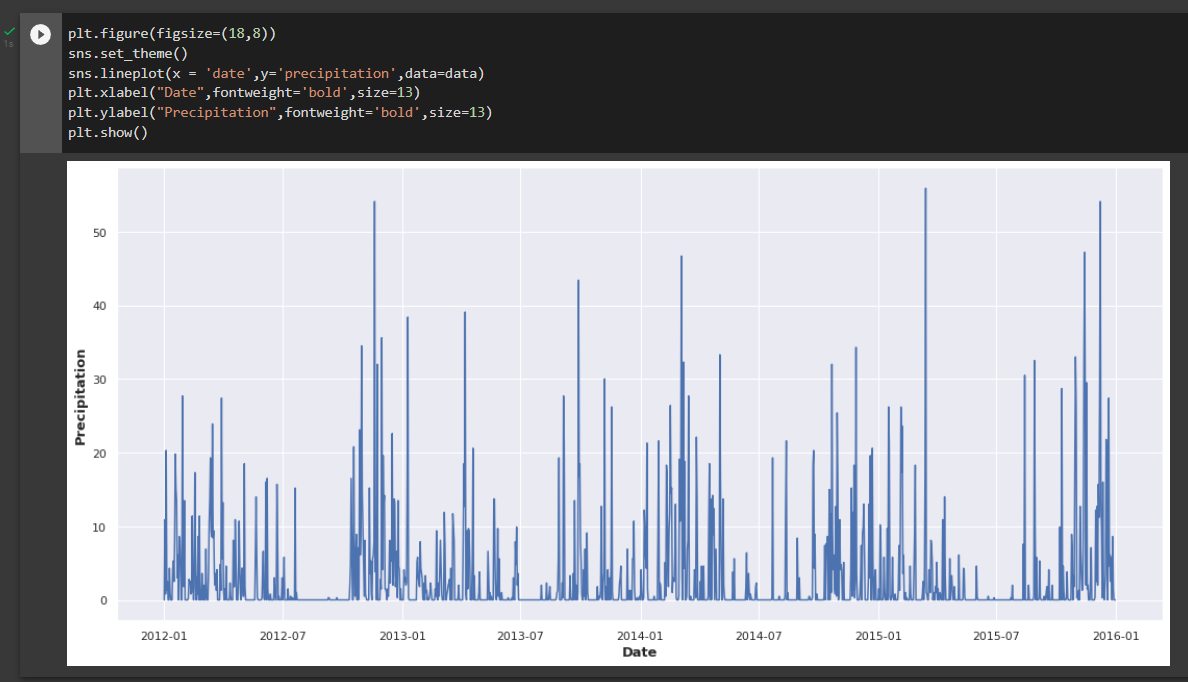 plt.figure(figsize=(18,8))
sns.set_theme()
1s
sns.lineplot(x = 'date',y='precipitation',data=data)
plt.xlabel("Date",fontweight='bold',size=13)
plt.ylabel("Precipitation",fontweight='bold',size=13)
plt.show()
50
40
30
20
10
0
Precipitation
2012-01 2012-07 2013-01 2013-07 2014-01 2014-07 2015-01 2015-07 2016-01
Date